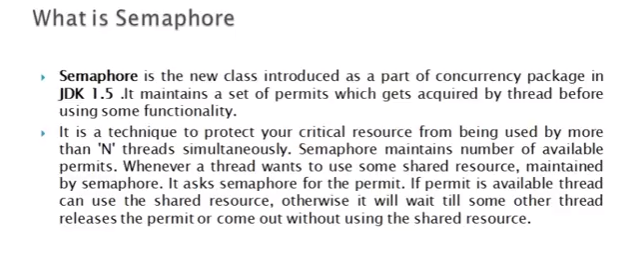 What is Semaphore
Semaphore is the new class introduced as a part of concurrency package in
JDK 1.5 .It maintains a set of permits which gets acquired by thread before
using some functionality.
It is a technique to protect your critical resource from being used by more
than 'N' threads simultaneously. Semaphore maintains number of available
permits. Whenever a thread wants to use some shared resource, maintained
by semaphore. It asks semaphore for the permit. If permit is available thread
can use the shared resource, otherwise it will wait till some other thread
releases the permit or come out without using the shared resource.